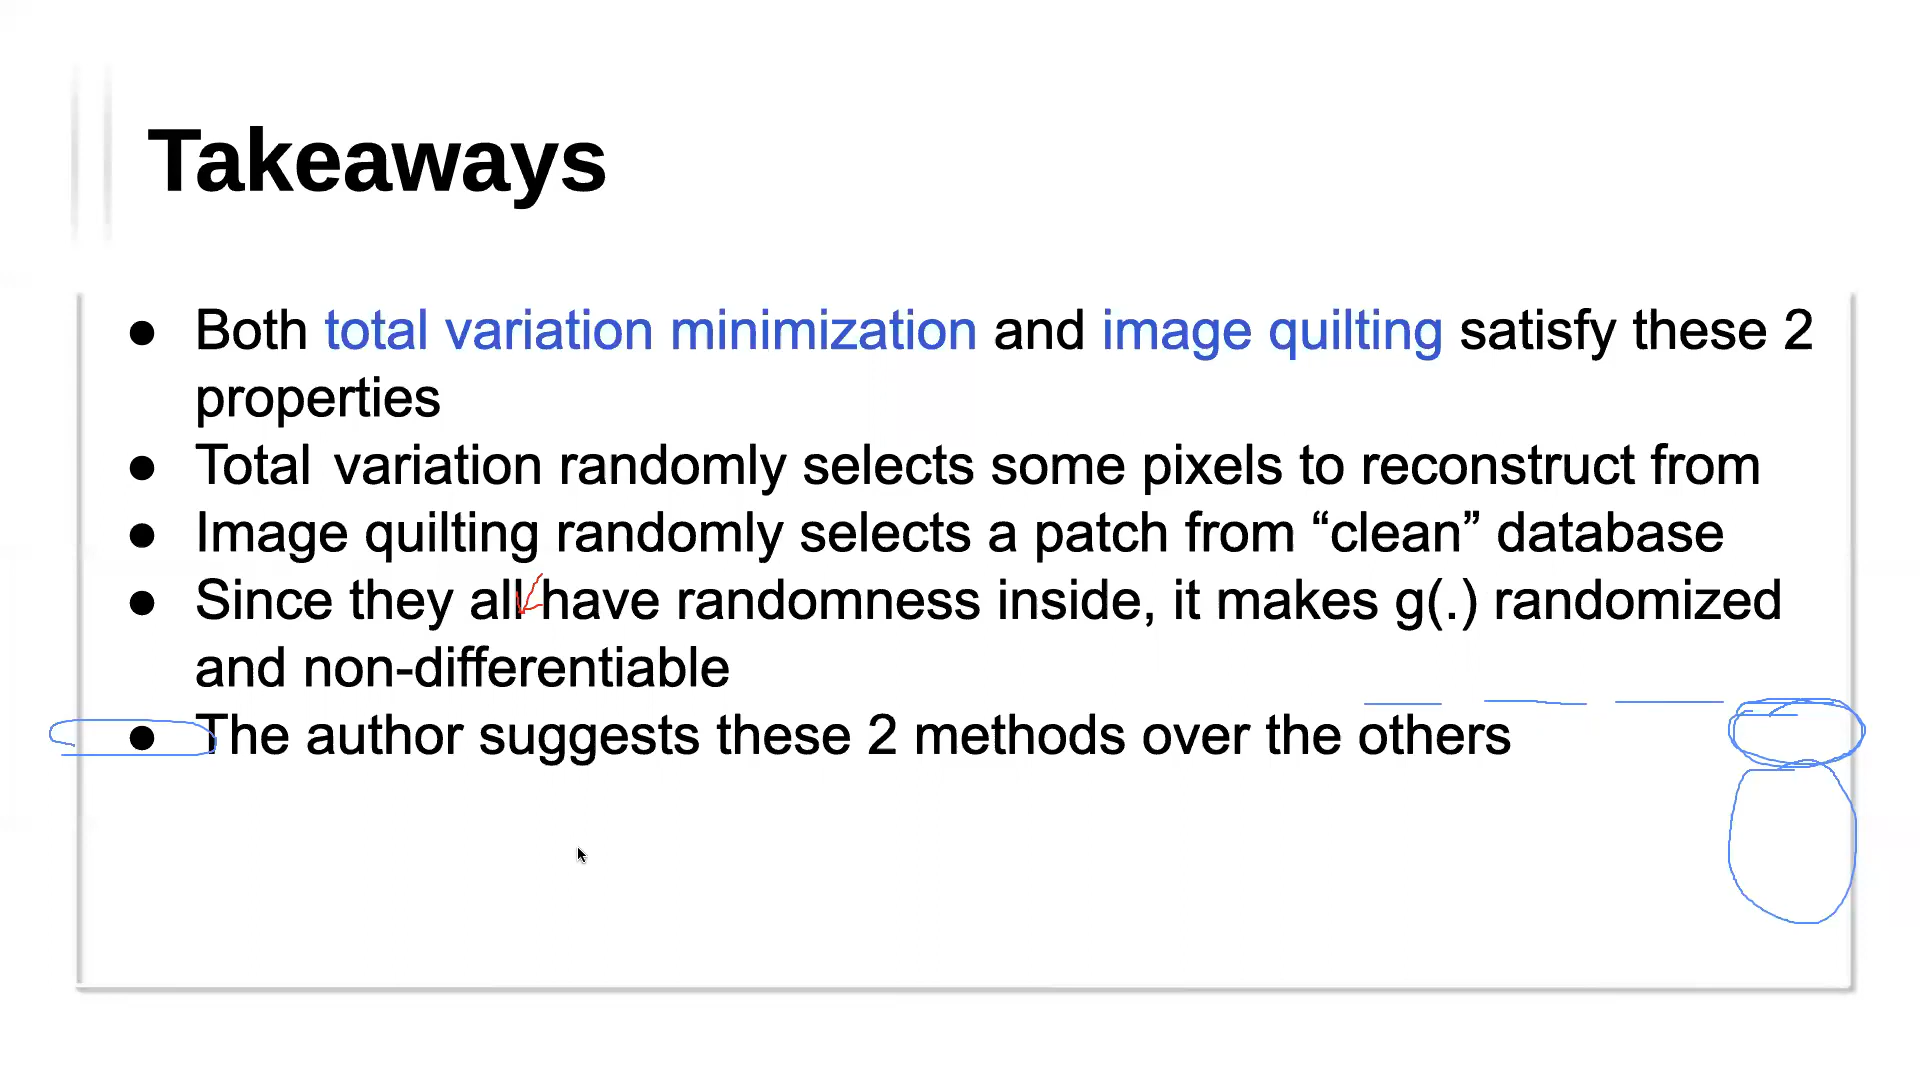 Takeaways
● Both total variation minimization and image quilting satisfy these 2
properties
● Total variation randomly selects some pixels to reconstruct from
● Image quilting randomly selects a patch from “clean” database
● Since they all have randomness inside, it makes g(.) randomized
and non-differentiable
● The author suggests these 2 methods over the others